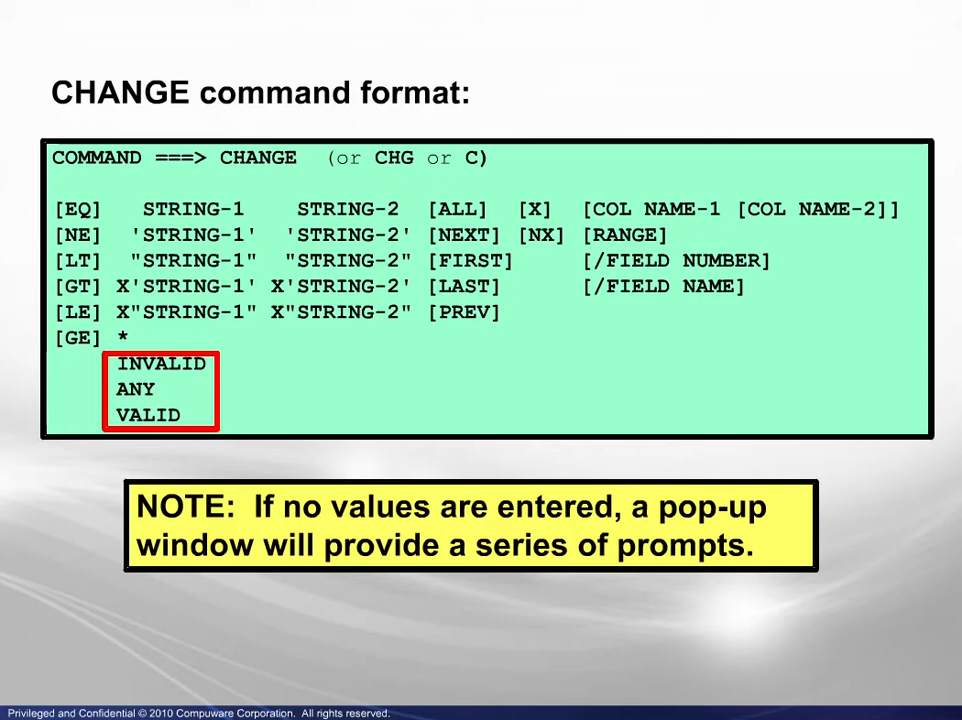 CHANGE command format:
COMMAND ===> CHANGE (or CHG or C)
[EQ] STRING-1 STRING-2 [ALL] [X] [COL NAME-1 [COL NAME-2]]
[NE] 'STRING-1' 'STRING-2' [NEXT] [NX] [RANGE]
[LT] "STRING-1" "STRING-2" [FIRST] [/FIELD NUMBER]
[GT] X'STRING-1' X'STRING-2' [LAST] [/FIELD NAME]
[LE] X"STRING-1" X"STRING-2" [PREV]
[GE] *
INVALID
ANY
VALID
NOTE: If no values are entered, a pop-up
window will provide a series of prompts.
Privileged and Confidential © 2010 Compuware Corporation. All rights reserved.